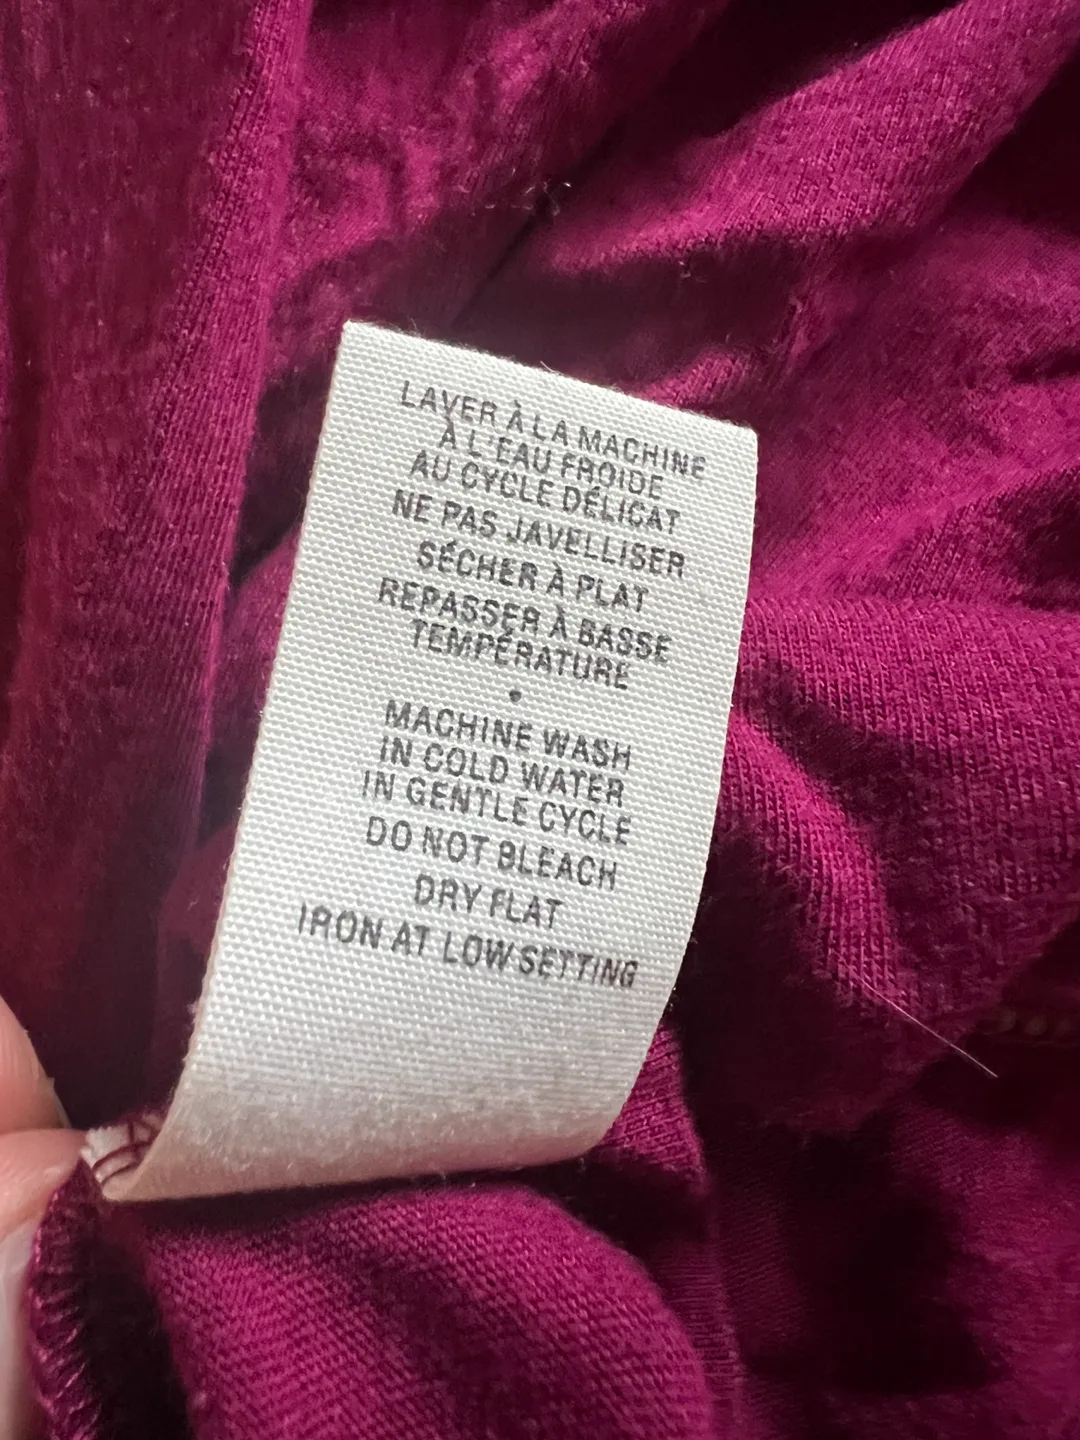 LAVER À LA MACHINE
À L'EAU FROIDE
AU CYCLE DÉLICAT
NE PAS JAVELLISER
SÉCHER À PLAT
REPASSER À BASSE
TEMPÉRATURE
•
MACHINE WASH
IN COLD WATER
IN GENTLE CYCLE
DO NOT BLEACH
DRY FLAT
IRON AT LOW SETTING